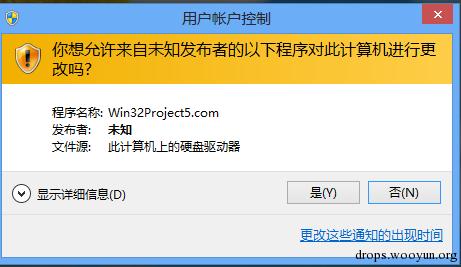 用户帐户控制
你想允许来自未知发布者的以下程序对此计算机进行更
改吗?
程序名称: Win32Project5.com
发布者: 未知
文件源: 此计算机上的硬盘驱动器
显示详细信息(D)
是(Y)
否(N)
更改这些通知的出现时间
drops.wooyun.org